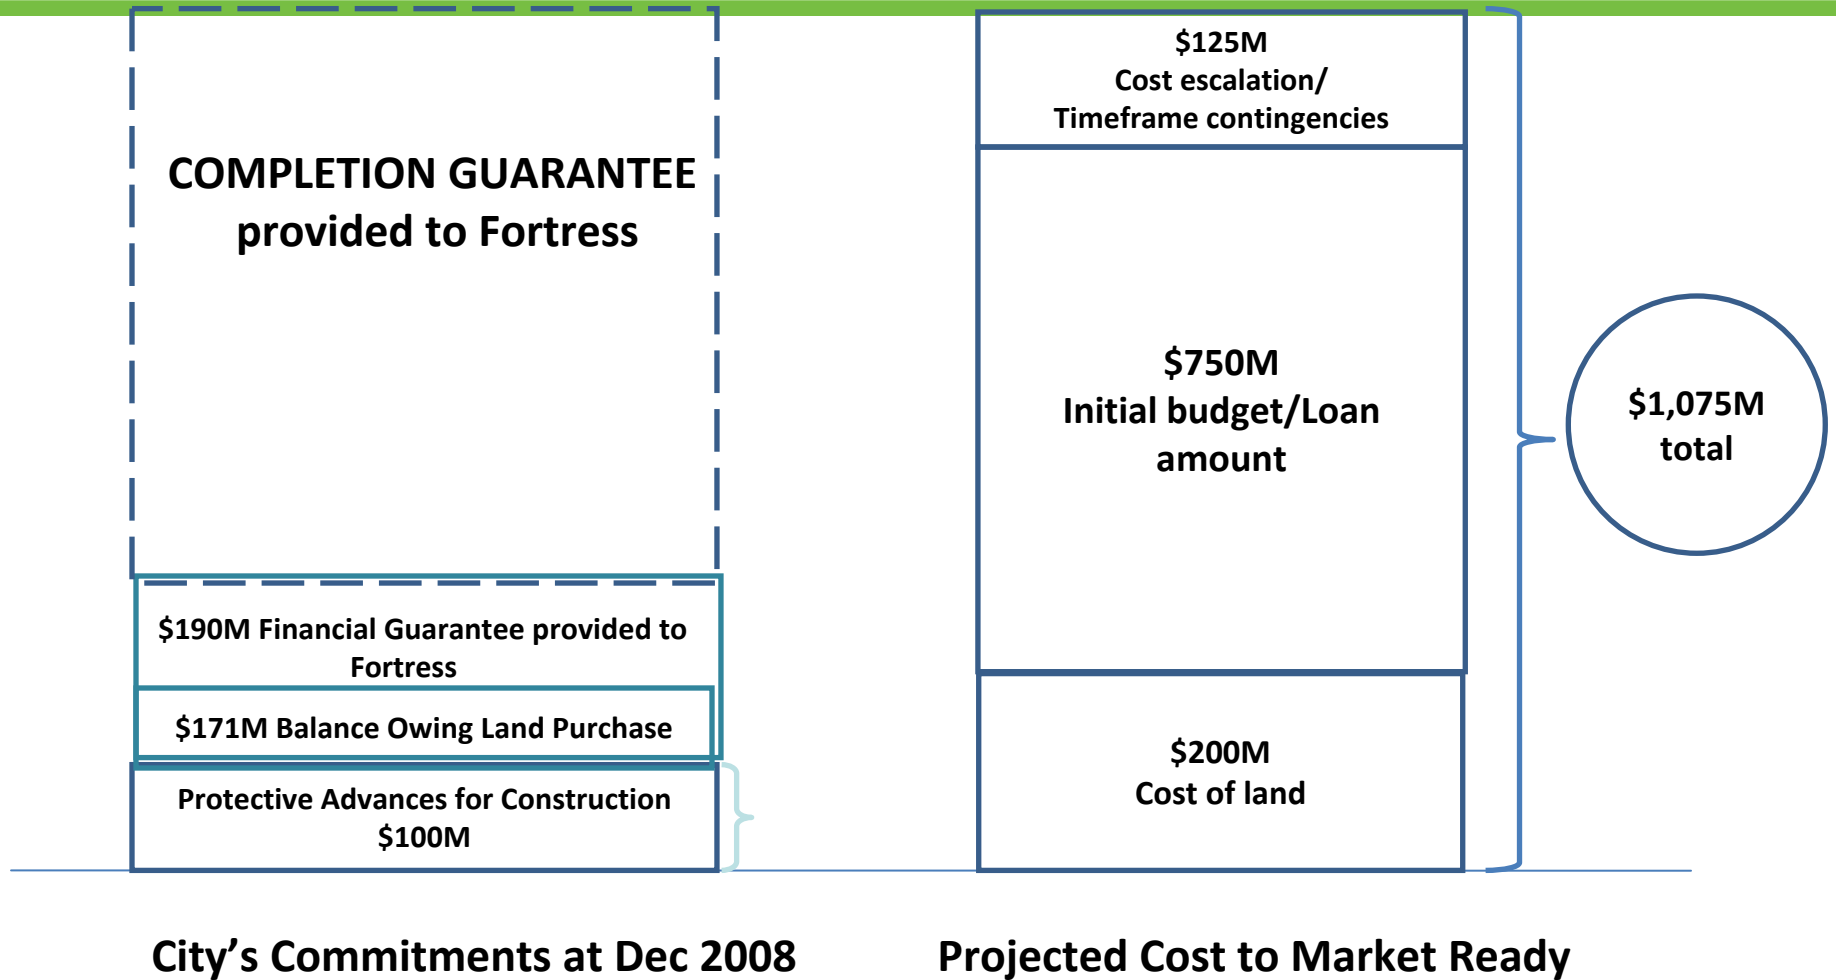 COMPLETION GUARANTEE
provided to Fortress
$190M Financial Guarantee provided to
Fortress
$171M Balance Owing Land Purchase
Protective Advances for Construction
$100M
City’s Commitments at Dec 2008
$125M
Cost escalation/
Timeframe contingencies
$750M
Initial budget/Loan
amount
$200M
Cost of land
Projected Cost to Market Ready
$1,075M
total